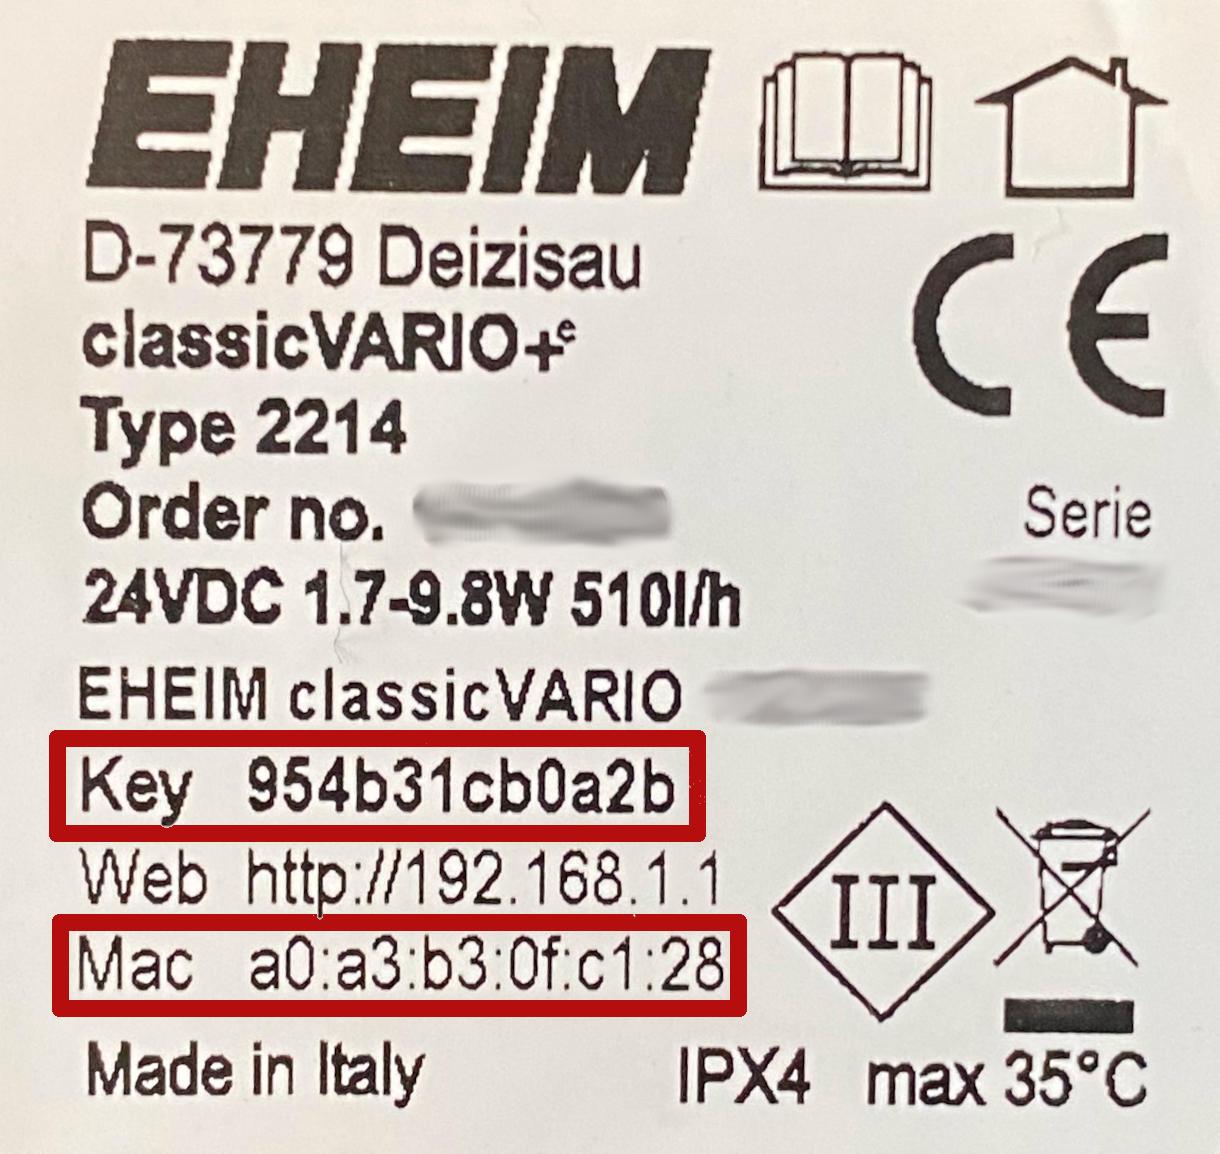 EHEIM
D-73779 Deizisau
classicVARIO+e
Type 2214
Order no.
Serie
24VDC 1.7-9.8W 510l/h
EHEIM classicVARIO
Key 954b31cb0a2b
Web http://192.168.1.1
Mac a0:a3:b3:0f:c1:28
III
Made in Italy
IPX4 max 35°C
CE